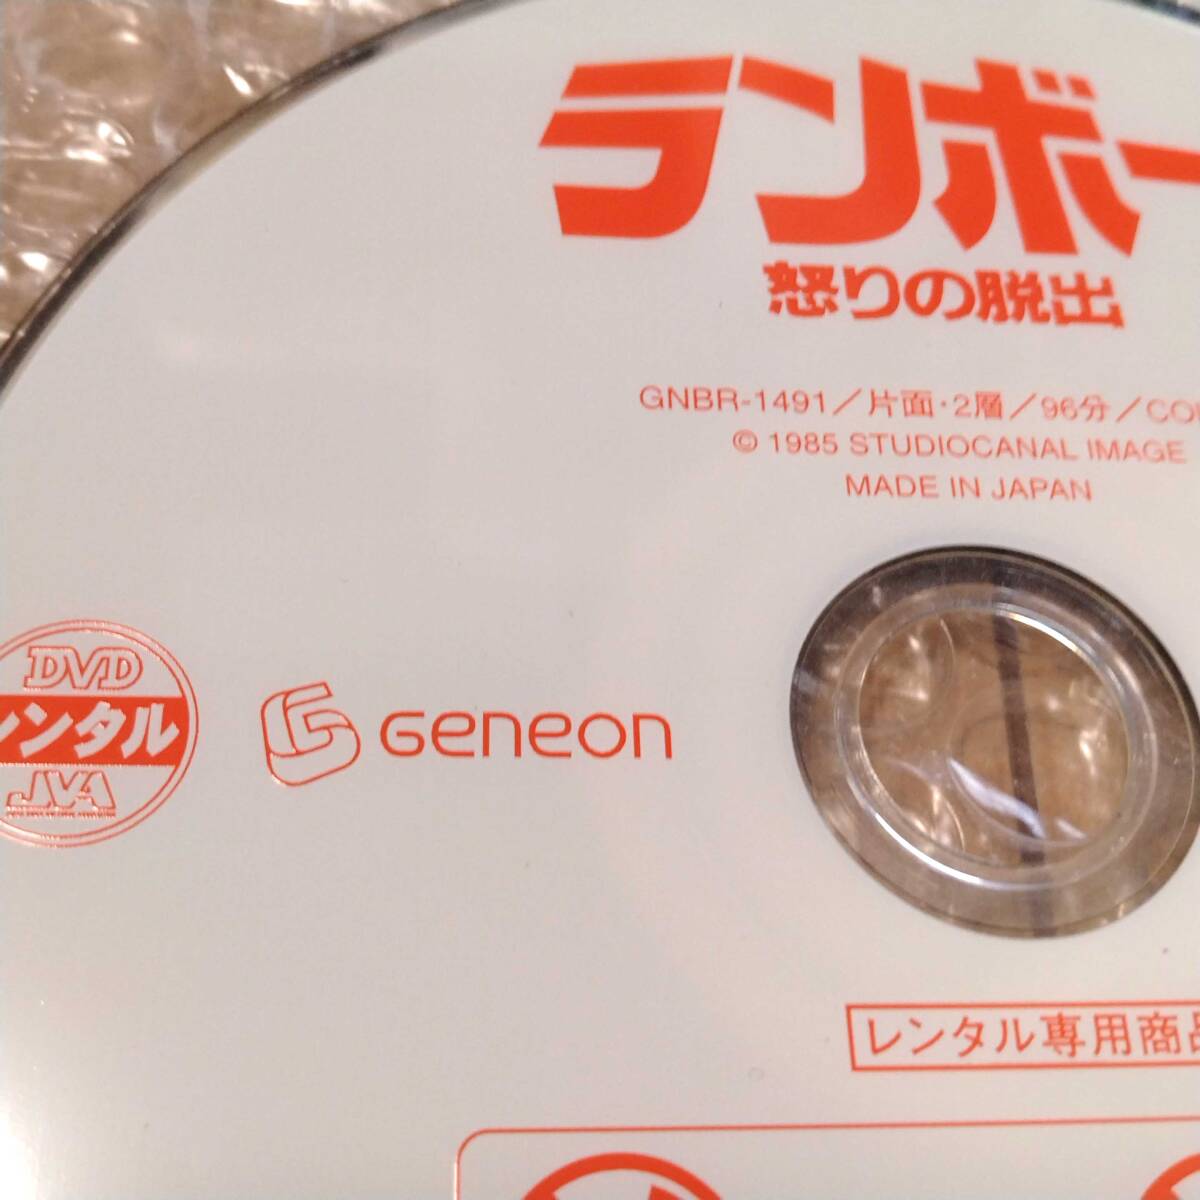 ランボー
怒りの脱出
GNBR-1491／片面・2層／96分／CO
© 1985 STUDIOCANAL IMAGE
MADE IN JAPAN
DVD
レンタル
JVA
Geneon
レンタル専用商品